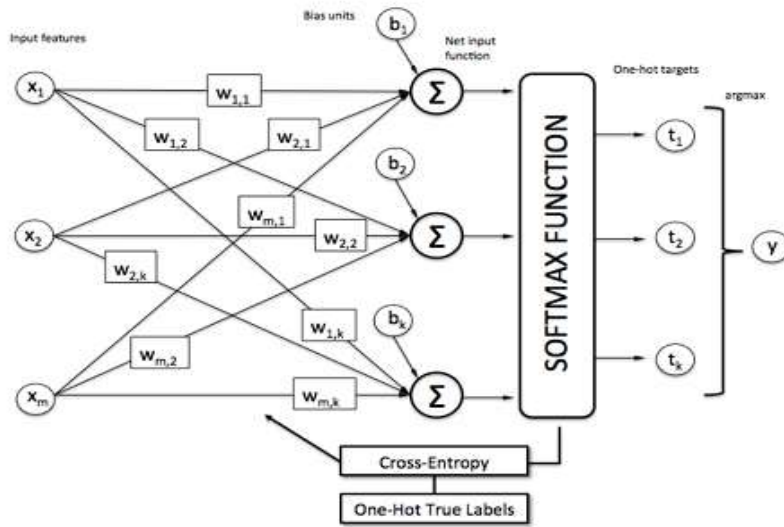 Bias units
b1
Input features
Net input
function
One-hot targets
argmax
x1
w1,1
Σ
t1
w1,2
w2,1
b2
wm,1
x2
w2,2
Σ
t2
y
w2,k
SOFTMAX FUNCTION
w1,k
bk
wm,2
tk
xm
wm,k
Σ
Cross-Entropy
One-Hot True Labels